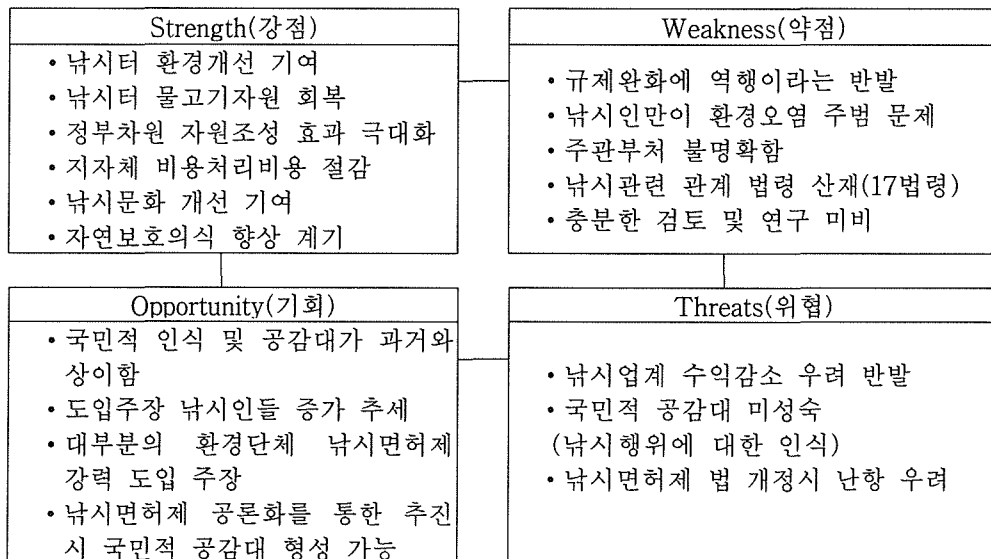 Strength(강점)
• 낚시터 환경개선 기여
• 낚시터 물고기자원 회복
• 정부차원 자원조성 효과 극대화
• 지자체 비용처리비용 절감
• 낚시문화 개선 기여
• 자연보호의식 향상 계기
Weakness(약점)
• 규제완화에 역행이라는 반발
• 낚시인만이 환경오염 주범 문제
• 주관부처 불명확함
• 낚시관련 관계 법령 산재(17법령)
• 충분한 검토 및 연구 미비
Opportunity(기회)
• 국민적 인식 및 공감대가 과거와
상이함
• 도입주장 낚시인들 증가 추세
• 대부분의 환경단체 낚시면허제
강력 도입 주장
• 낚시면허제 공론화를 통한 추진
시 국민적 공감대 형성 가능
Threats(위협)
• 낚시업계 수익감소 우려 반발
• 국민적 공감대 미성숙
(낚시행위에 대한 인식)
• 낚시면허제 법 개정시 난항 우려